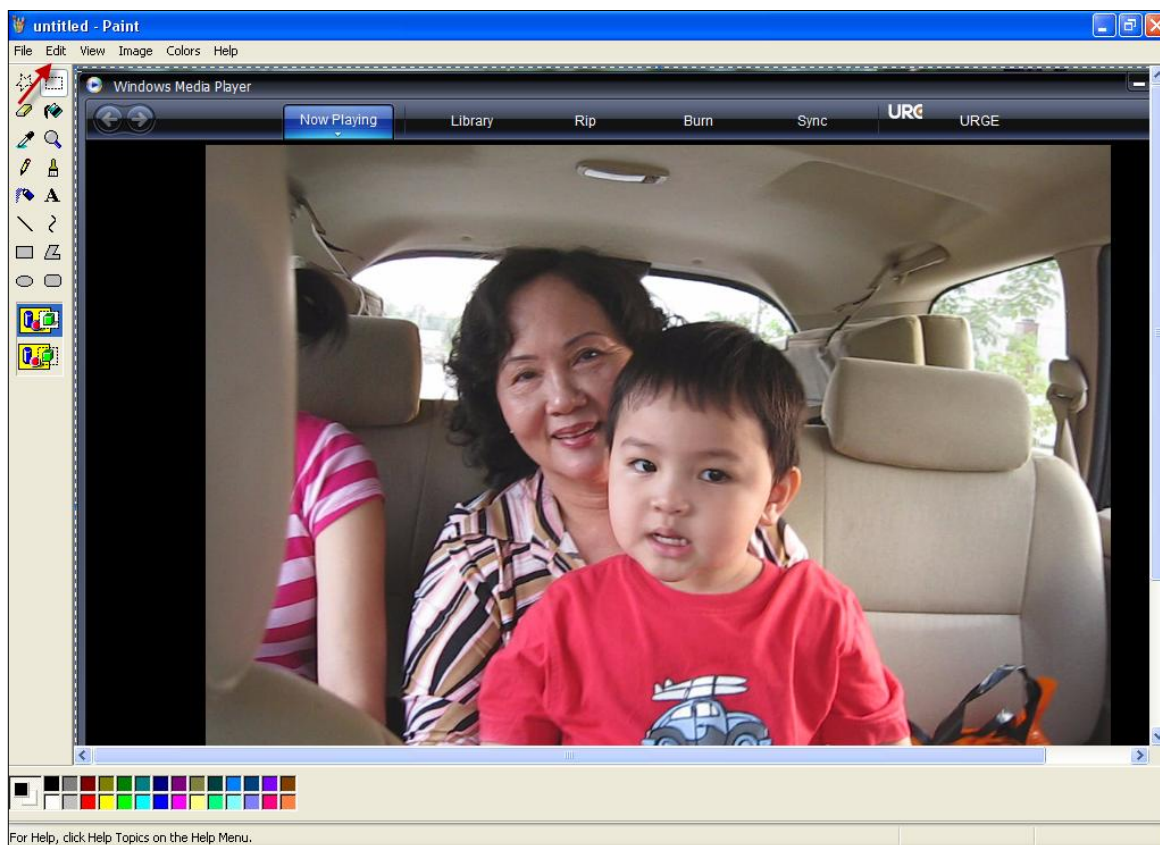 untitled - Paint
File Edit View Image Colors Help
Windows Media Player
Now Playing Library Rip Burn Sync URGE
A
For Help, click Help Topics on the Help Menu.